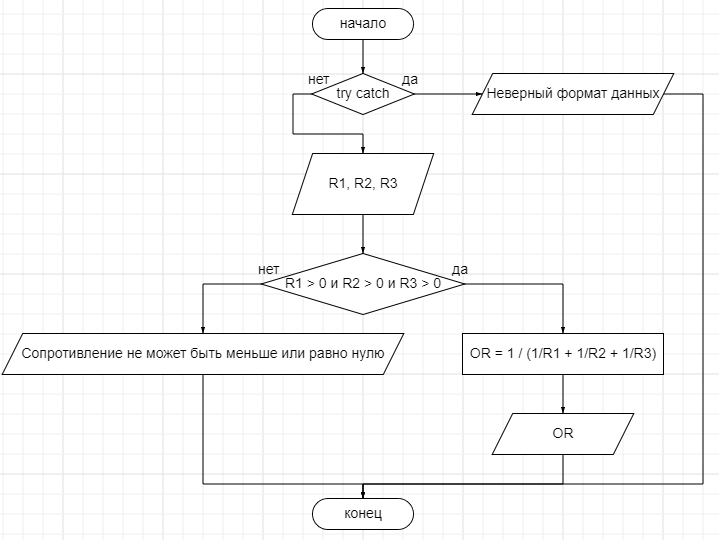 начало
нет
да
try catch
Неверный формат данных
R1, R2, R3
нет
да
R1 > 0 и R2 > 0 и R3 > 0
Сопротивление не может быть меньше или равно нулю
OR = 1 / (1/R1 + 1/R2 + 1/R3)
OR
конец